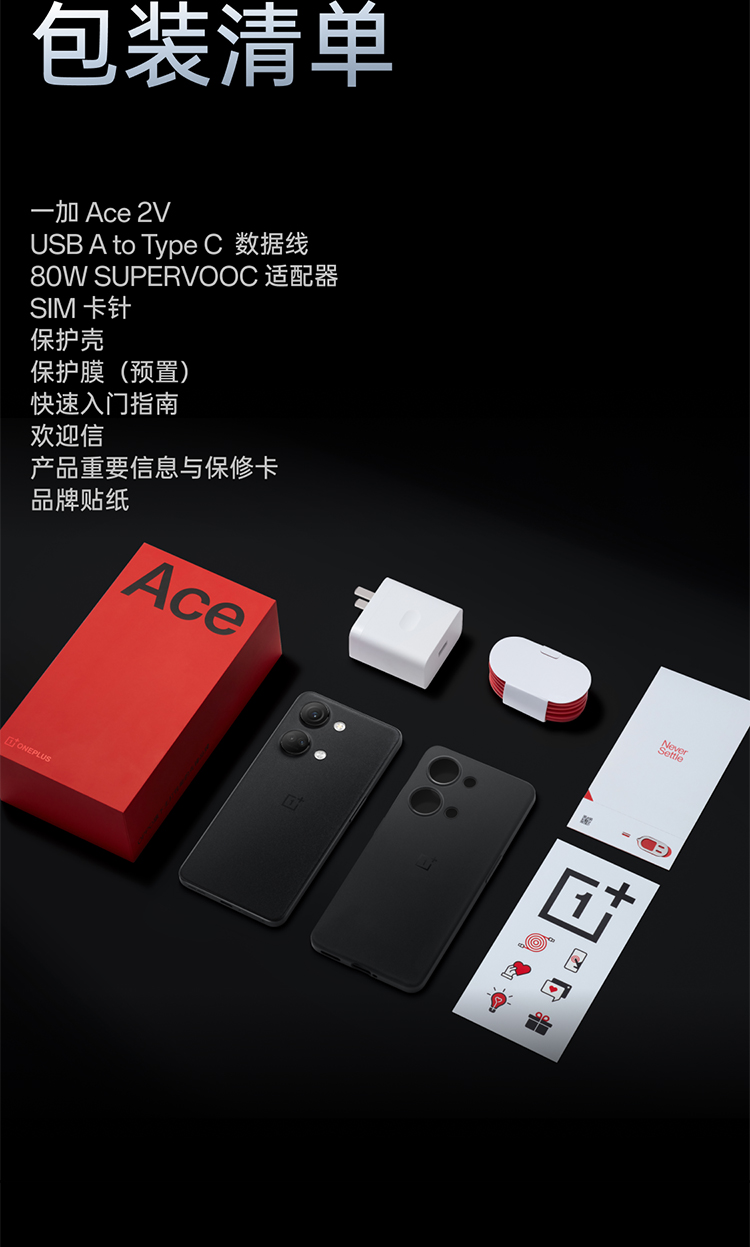 包装清单
一加 Ace 2V
USB A to Type C 数据线
80W SUPERVOOC 适配器
SIM 卡针
保护壳
保护膜（预置）
快速入门指南
欢迎信
产品重要信息与保修卡
品牌贴纸
Ace
1+ ONEPLUS
Never
Settle
1+